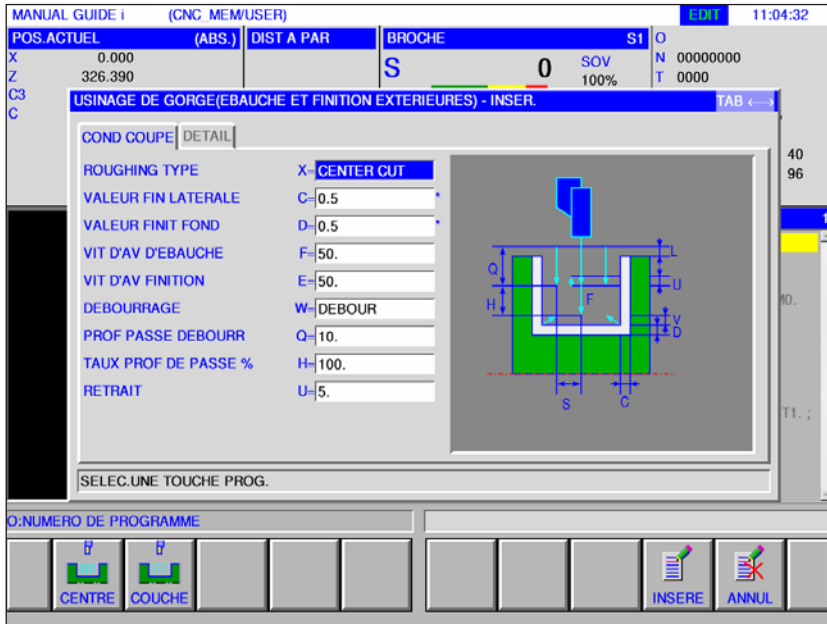 MANUAL GUIDE i (CNC_MEM/USER) EDIT 11:04:32
POS.ACTUEL (ABS.) DIST A PAR BROCHE S1 O
X 0.000 S 0 SOV N 00000000
Z 326.390 100% T 0000
C3
C
USINAGE DE GORGE(EBAUCHE ET FINITION EXTERIEURES) - INSER. TAB ←→
COND COUPE DETAIL
ROUGHING TYPE X= CENTER CUT
VALEUR FIN LATERALE C= 0.5 *
VALEUR FINIT FOND D= 0.5 *
VIT D'AV D'EBAUCHE F= 50.
VIT D'AV FINITION E= 50.
DEBOURRAGE W= DEBOUR
PROF PASSE DEBOURR Q= 10.
TAUX PROF DE PASSE % H= 100.
RETRAIT U= 5.
L
Q
U
F
H
V
D
S
C
40
96
1
M0.
T1. ;
SELEC.UNE TOUCHE PROG.
O:NUMERO DE PROGRAMME
CENTRE COUCHE INSERE ANNUL